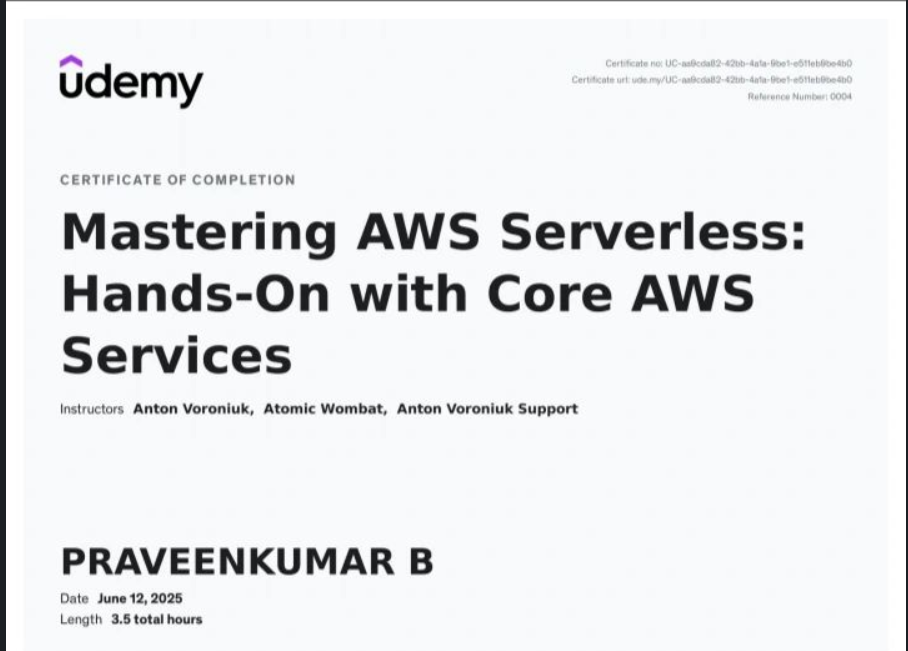 udemy
Certificate no: UC-aa9cda82-42bb-4a1a-9be1-e511eb9be4b0
Certificate url: ude.my/UC-aa9cda82-42bb-4a1a-9be1-e511eb9be4b0
Reference Number: 0004
CERTIFICATE OF COMPLETION
Mastering AWS Serverless:
Hands-On with Core AWS
Services
Instructors Anton Voroniuk, Atomic Wombat, Anton Voroniuk Support
PRAVEENKUMAR B
Date June 12, 2025
Length 3.5 total hours